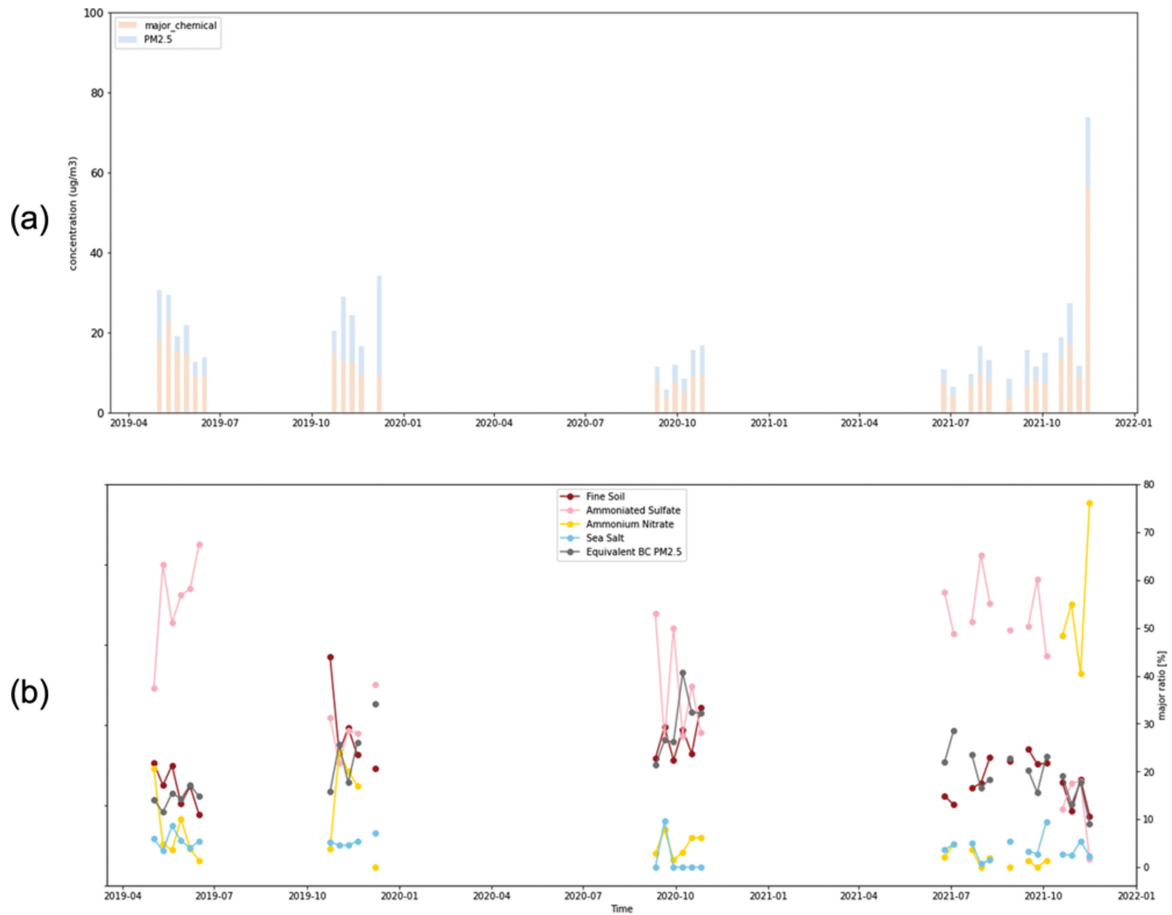 100
major_chemical
PM2.5
80
60
(a)
concentration (ug/m3)
40
20
0
2019-04 2019-07 2019-10 2020-01 2020-04 2020-07 2020-10 2021-01 2021-04 2021-07 2021-10 2022-01
80
Fine Soil
Ammoniated Sulfate
Ammonium Nitrate
Sea Salt
Equivalent BC PM2.5
70
60
50
40
(b)
major ratio [%]
30
20
10
0
2019-04 2019-07 2019-10 2020-01 2020-04 2020-07 2020-10 2021-01 2021-04 2021-07 2021-10 2022-01
Time